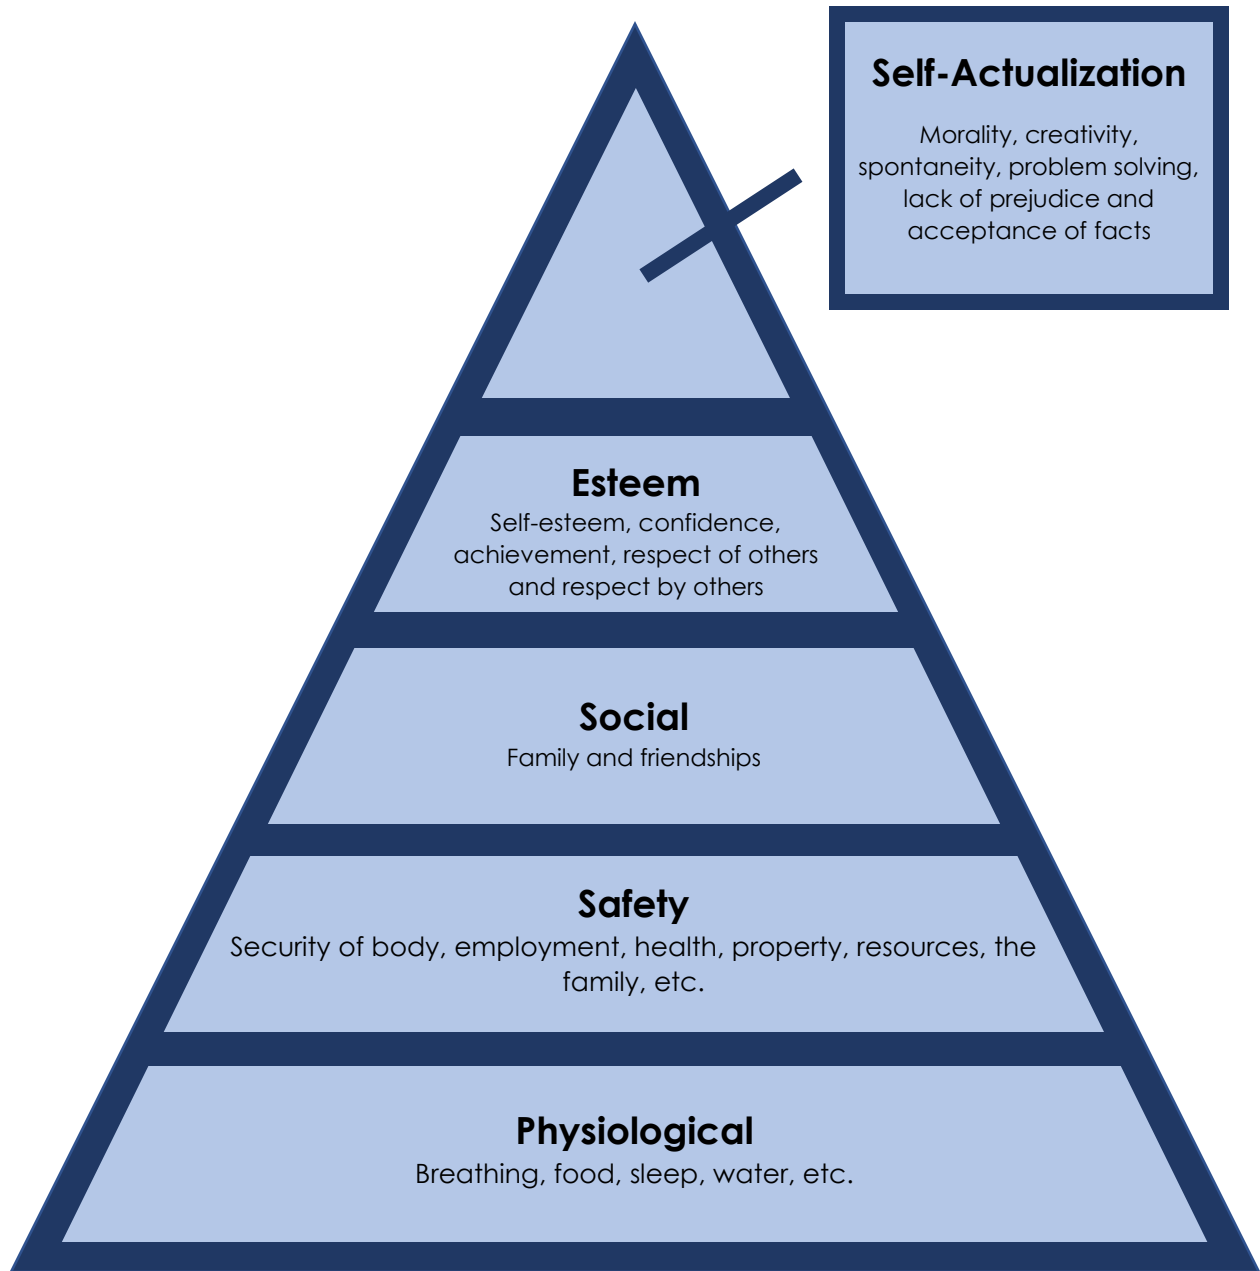 Self-Actualization
Morality, creativity,
spontaneity, problem solving,
lack of prejudice and
acceptance of facts
Esteem
Self-esteem, confidence,
achievement, respect of others
and respect by others
Social
Family and friendships
Safety
Security of body, employment, health, property, resources, the
family, etc.
Physiological
Breathing, food, sleep, water, etc.